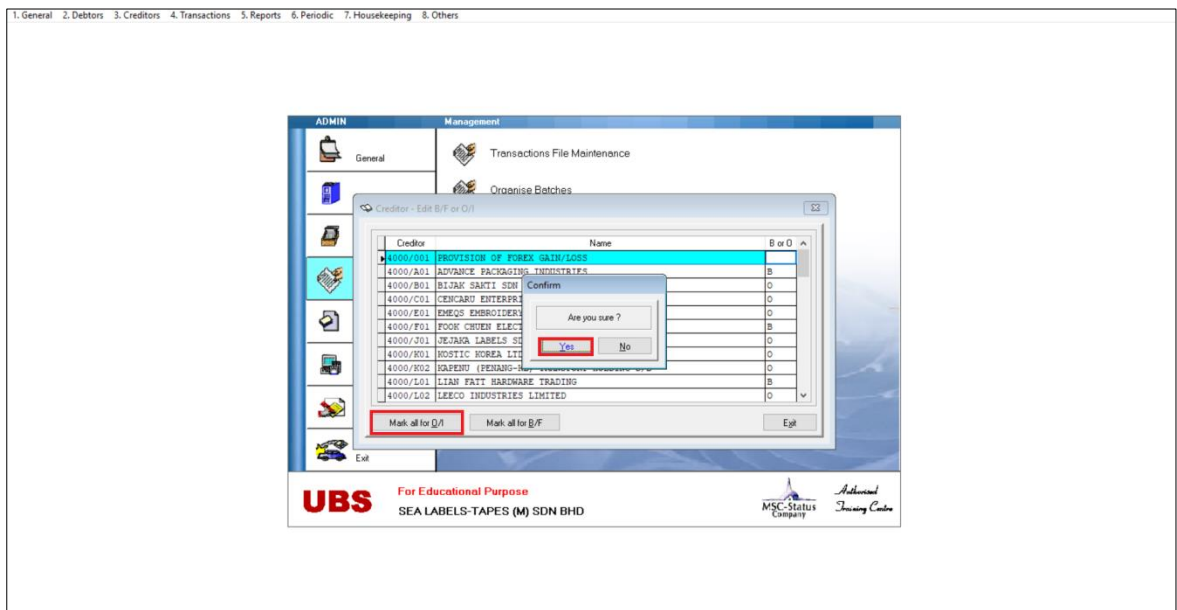 1. General 2. Debtors 3. Creditors 4. Transactions 5. Reports 6. Periodic 7. Housekeeping 8. Others
ADMIN Management
General Transactions File Maintenance
Organise Batches
Creditor - Edit B/F or O/I
Creditor Name B or O
4000/001 PROVISION OF FOREX GAIN/LOSS
4000/A01 ADVANCE PACKAGING INDUSTRIES B
4000/B01 BIJAK SAKTI SDN O
4000/C01 CENCARU ENTERPRI O
4000/E01 EMEQS EMBROIDERY O
4000/F01 FOOK CHUEN ELECT B
4000/J01 JEJAKA LABELS SD O
4000/K01 KOSTIC KOREA LTD O
4000/K02 KAPENU (PENANG- O
4000/L01 LIAN FATT HARDWARE TRADING B
4000/L02 LEECO INDUSTRIES LIMITED O
Confirm
Are you sure ?
Yes No
Mark all for O/I Mark all for B/F Exit
Exit
UBS
For Educational Purpose
SEA LABELS-TAPES (M) SDN BHD
MSC-Status
Company
Authorised
Training Centre